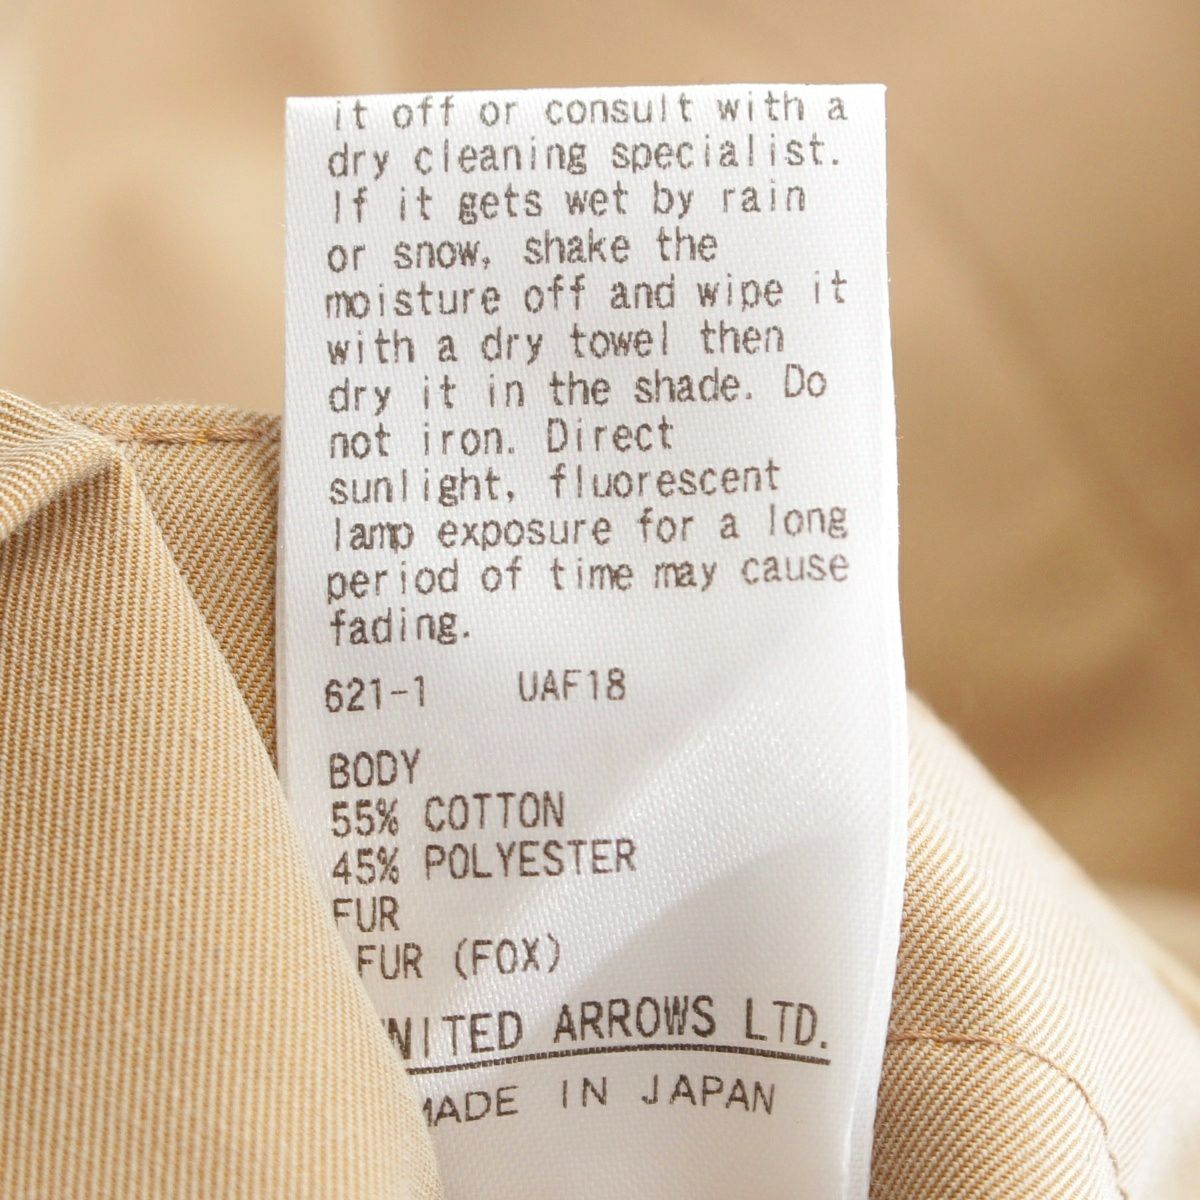 it off or consult with a
dry cleaning specialist.
If it gets wet by rain
or snow, shake the
moisture off and wipe it
with a dry towel then
dry it in the shade. Do
not iron. Direct
sunlight, fluorescent
lamp exposure for a long
period of time may cause
fading.
621-1 UAF18
BODY
55% COTTON
45% POLYESTER
FUR
FUR (FOX)
UNITED ARROWS LTD.
MADE IN JAPAN